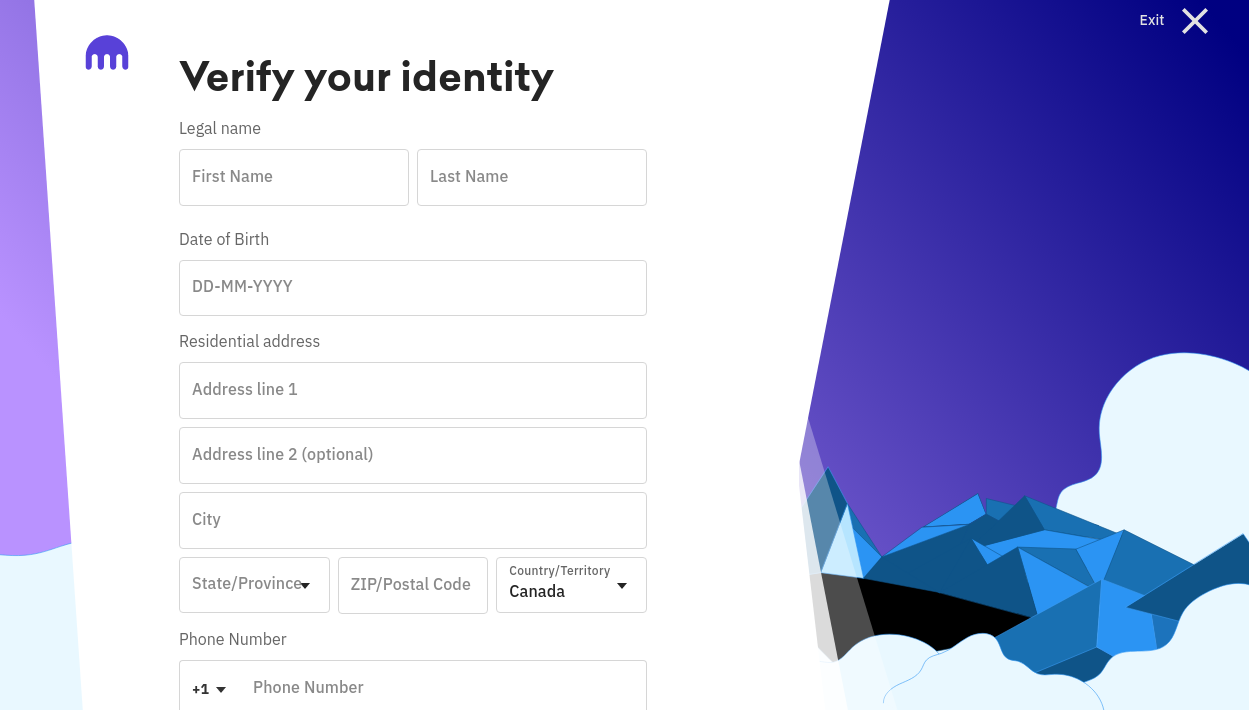 Exit
Verify your identity
Legal name
First Name Last Name
Date of Birth
DD-MM-YYYY
Residential address
Address line 1
Address line 2 (optional)
City
State/Province ZIP/Postal Code Country/Territory
Canada
Phone Number
+1 Phone Number